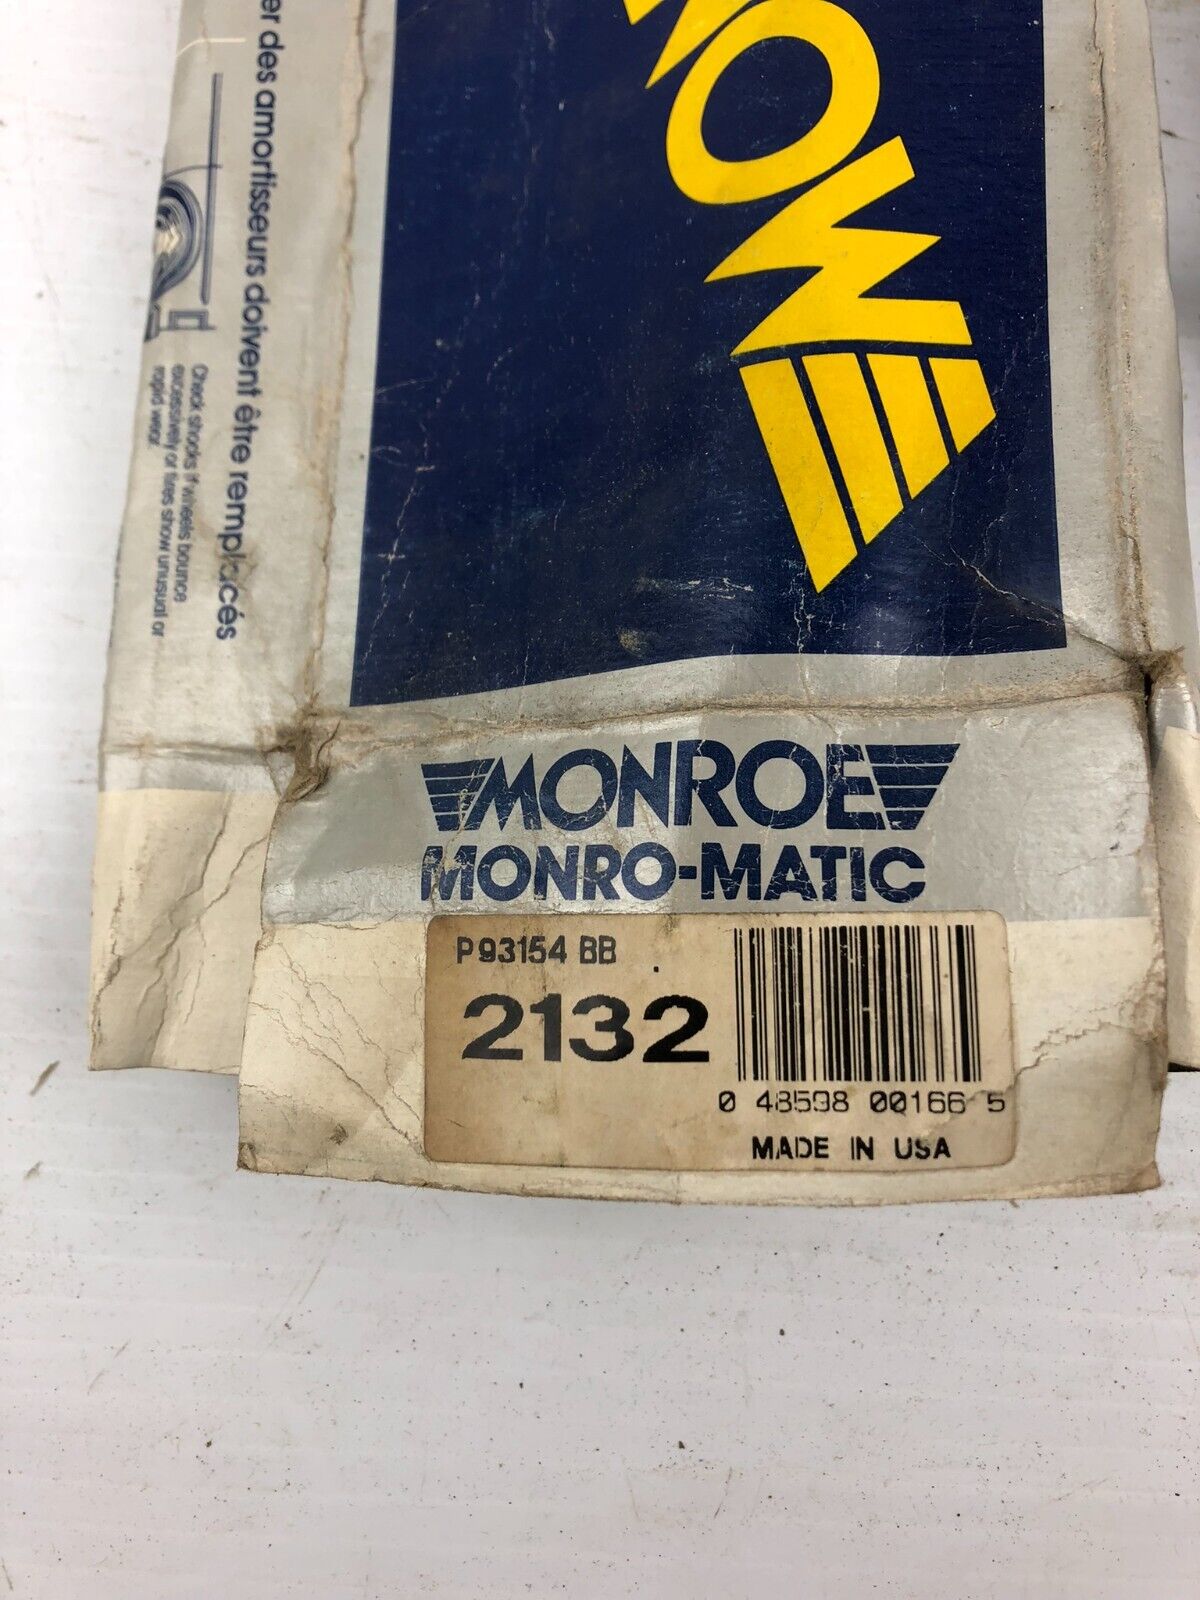 er des amortisseurs doivent être remplacés
Check shocks if wheels bounce
excessively or tires show unusual or
rapid wear.
MON
MONROE
MONRO-MATIC
P93154 BB
2132
0 48598 00166 5
MADE IN USA